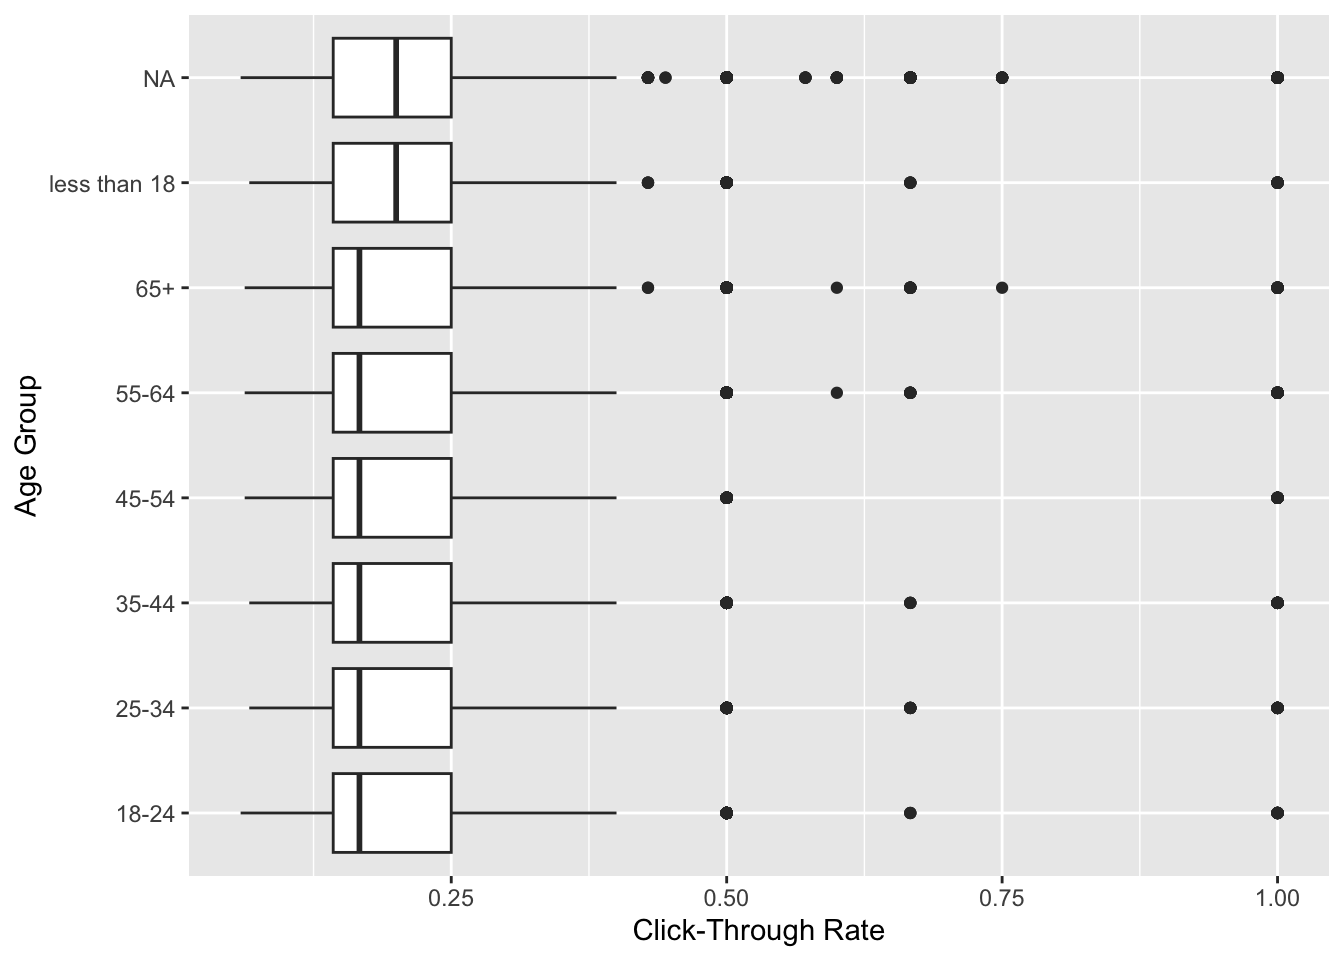 NA
less than 18
65+
55-64
45-54
35-44
25-34
18-24
Age Group
0.25 0.50 0.75 1.00
Click-Through Rate